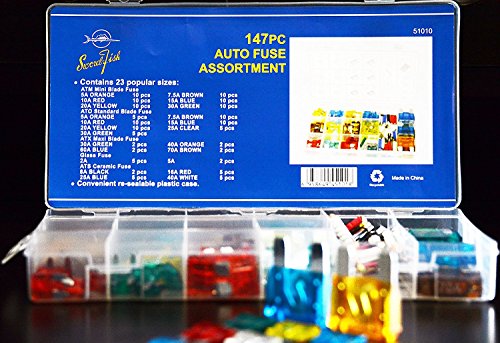 Swordfish
147PC
AUTO FUSE
ASSORTMENT
51010
• Contains 23 popular sizes:
ATM Mini Blade Fuse
5A ORANGE 10 pcs 7.5A BROWN 10 pcs
10A RED 10 pcs 15A BLUE 10 pcs
20A YELLOW 10 pcs 30A GREEN 10 pcs
ATO Standard Blade Fuse
5A ORANGE 5 pcs 7.5A BROWN 10 pcs
10A RED 10 pcs 15A BLUE 10 pcs
20A YELLOW 10 pcs 25A CLEAR 5 pcs
30A GREEN 5 pcs
ATX Maxi Blade Fuse
30A GREEN 2 pcs 40A ORANGE 2 pcs
60A BLUE 2 pcs 70A BROWN 2 pcs
Glass Fuse
5 pcs 5A 2 pcs
ATS Ceramic Fuse
8A BLACK 2 pcs 16A RED 5 pcs
25A BLUE 5 pcs 40A WHITE 5 pcs
• Convenient re-sealable plastic case.
Recyclable
Made in China